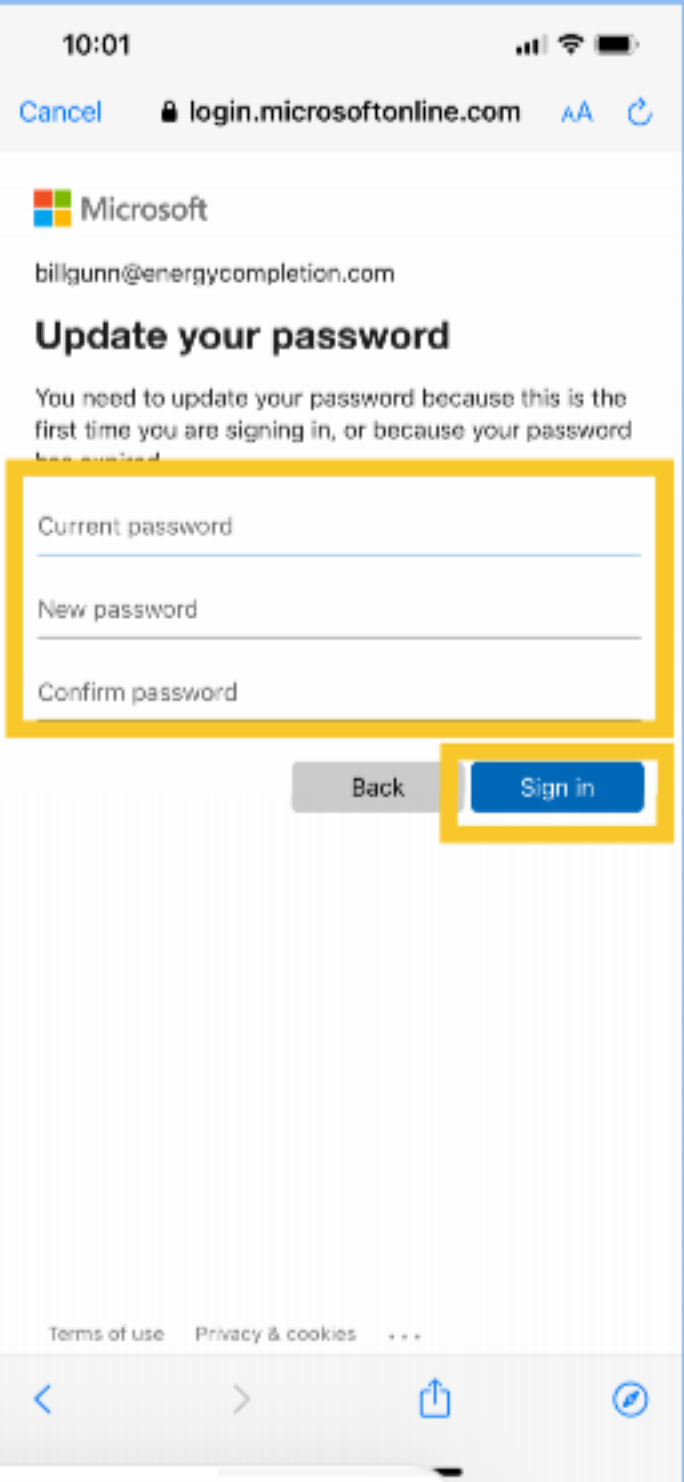 10:01
Cancel login.microsoftonline.com AA
Microsoft
billgunn@energycompletion.com
Update your password
You need to update your password because this is the
first time you are signing in, or because your password
has expired
Current password
New password
Confirm password
Back Sign in
Terms of use Privacy & cookies ...